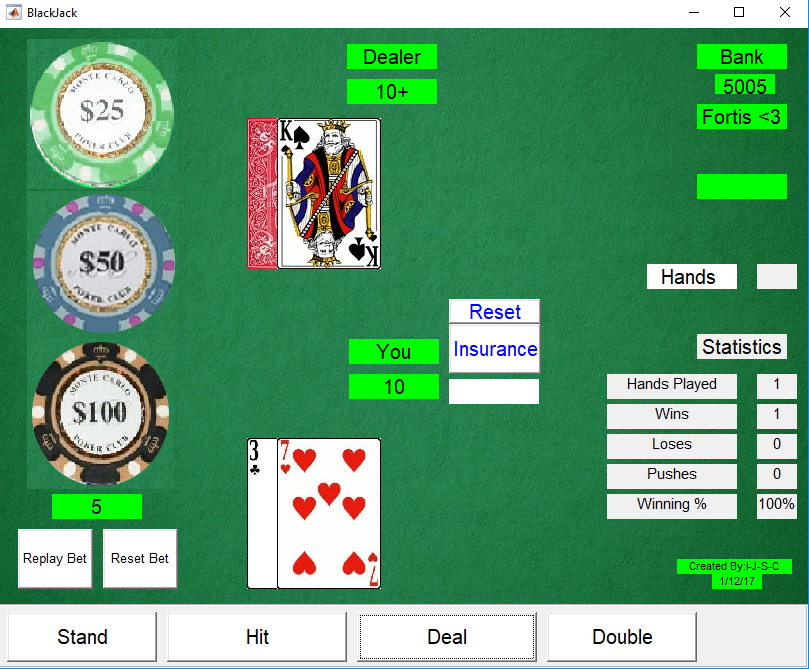 BlackJack
MONTE CARLO
$25
POKER CLUB
MONTE CARLO
$50
POKER CLUB
MONTE CARLO
$100
POKER CLUB
5
Replay Bet
Reset Bet
Dealer
10+
K
K
Reset
Insurance
You
10
3
7
7
Bank
5005
Fortis <3
Hands
Statistics
Hands Played 1
Wins 1
Loses 0
Pushes 0
Winning % 100%
Created By:I-J-S-C
1/12/17
Stand
Hit
Deal
Double